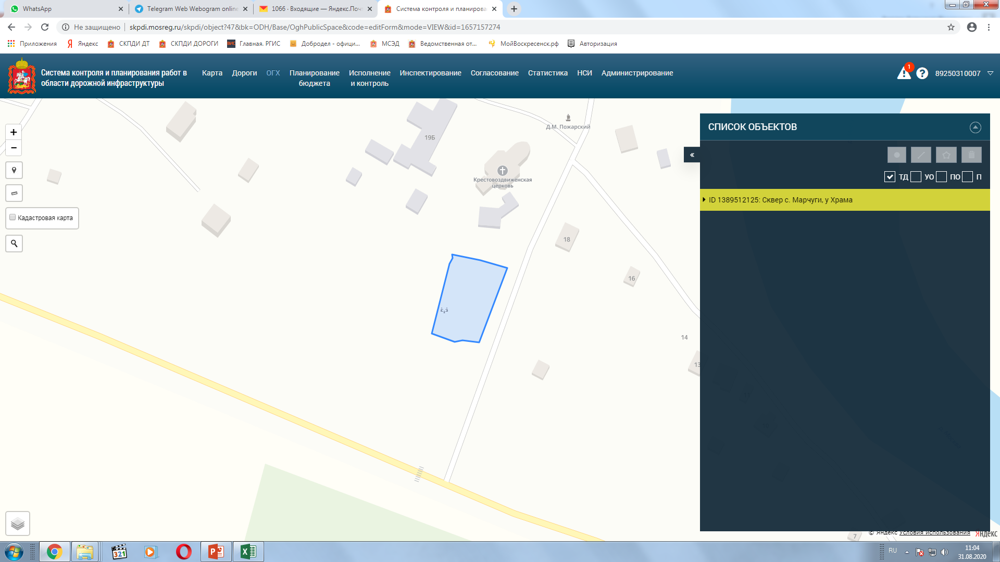 WhatsApp
Telegram Web Webogram online
1066 · Входящие — Яндекс.Почт
Система контроля и планирова
Не защищено
skpdi.mosreg.ru/skpdi/object?47&bk=ODH/Base/OghPublicSpace&code=editForm&mode=VIEW&id=1657157274
Приложения
Яндекс
СКПДИ ДТ
СКПДИ ДОРОГИ
Главная. РГИС
Добродел - офици...
МСЭД
Ведомственная от...
МойВоскресенск.рф
Авторизация
Система контроля и планирования работ в
области дорожной инфраструктуры
Карта
Дороги
ОГХ
Планирование
бюджета
Исполнение
и контроль
Инспектирование
Согласование
Статистика
НСИ
Администрирование
1
89250310007
Д.М. Пожарский
19Б
Крестовоздвиженская
церковь
18
16
14
13
7
+
−
Кадастровая карта
СПИСОК ОБЪЕКТОВ
«
ТД
УО
ПО
П
ID 1389512125: Сквер с. Марчуги, у Храма
© Яндекс Условия использования
Яндекс
321
RU
11:04
31.08.2020